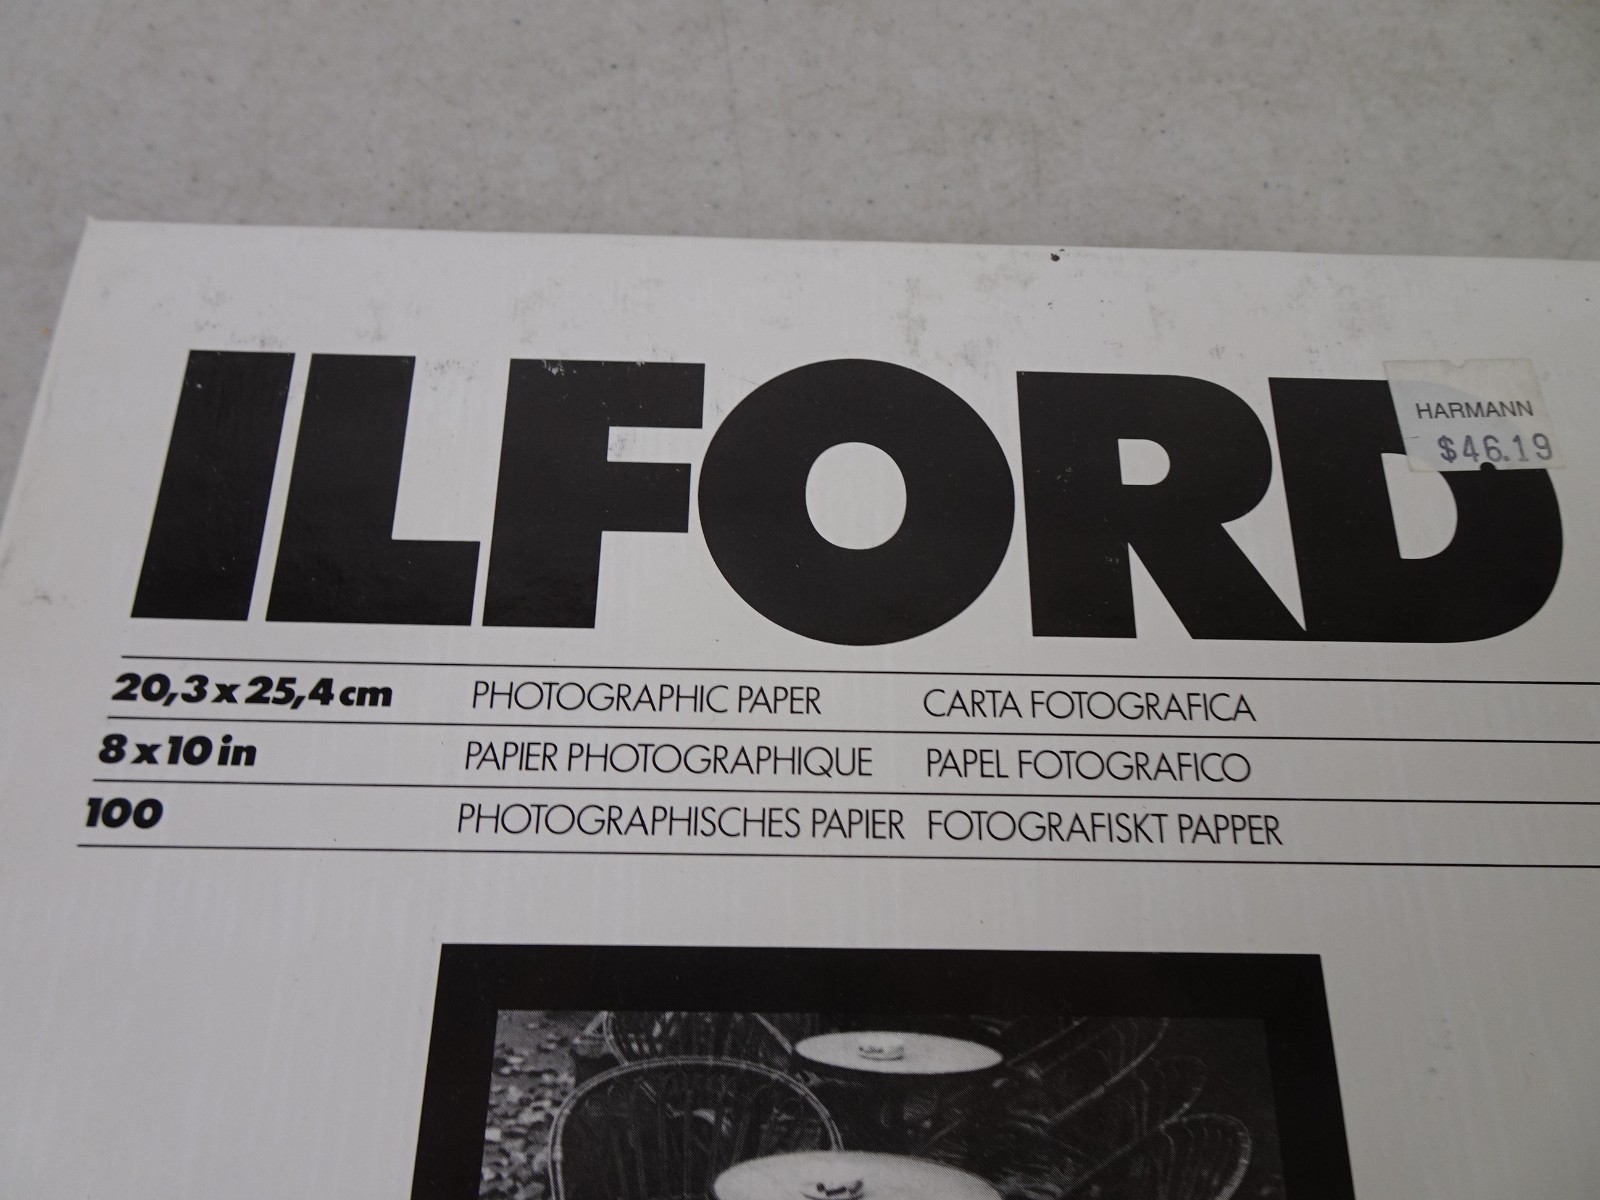 ILFORD
HARMANN
$46.19
20,3 x 25,4 cm PHOTOGRAPHIC PAPER CARTA FOTOGRAFICA
8 x 10 in PAPIER PHOTOGRAPHIQUE PAPEL FOTOGRAFICO
100 PHOTOGRAPHISCHES PAPIER FOTOGRAFISKT PAPPER